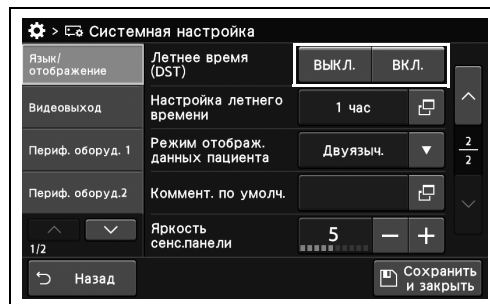 > Системная настройка
Язык/
отображение
Видеовыход
Периф. оборуд. 1
Периф. оборуд.2
1/2
Летнее время
(DST)
ВЫКЛ.
ВКЛ.
Настройка летнего
времени
1 час
Режим отображ.
данных пациента
Двуязыч.
Коммент. по умолч.
Яркость
сенс.панели
5
2
2
Назад
Сохранить
и закрыть